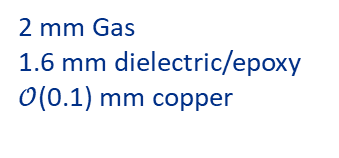 2 mm Gas
1.6 mm dielectric/epoxy
𝒪(0.1) mm copper